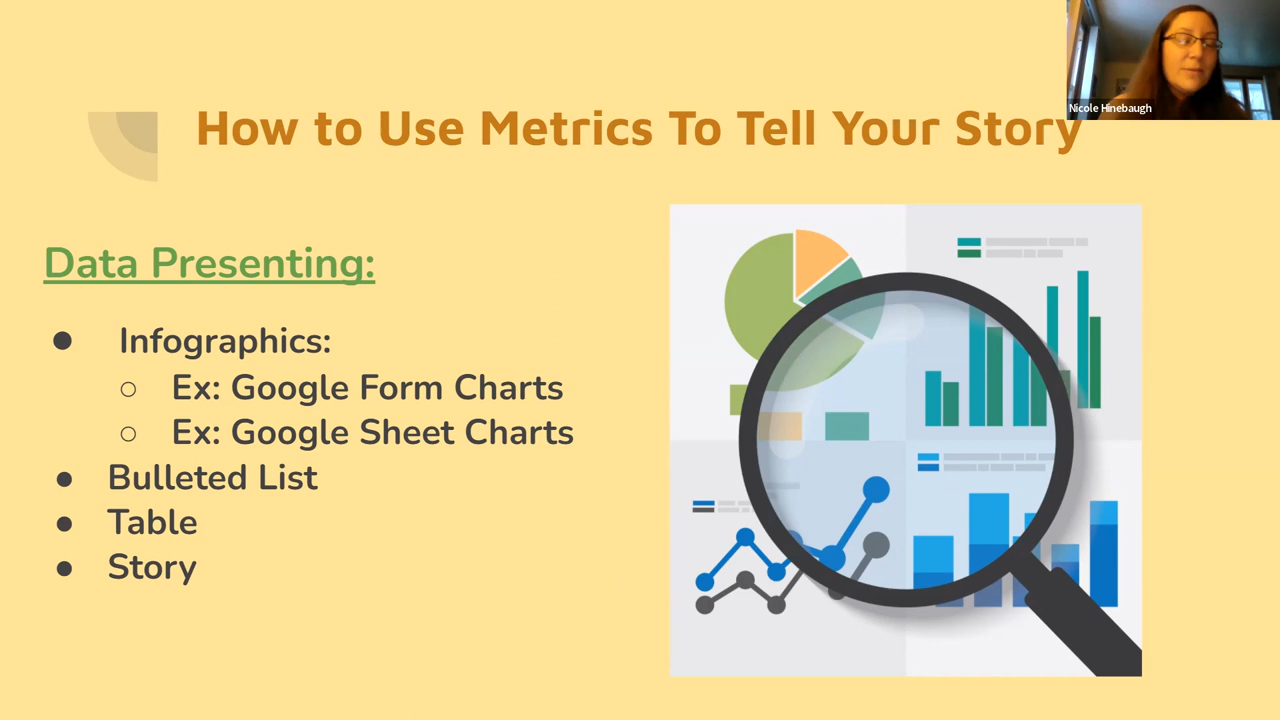 Nicole Hinebaugh
How to Use Metrics To Tell Your Story
Data Presenting:
● Infographics:
○ Ex: Google Form Charts
○ Ex: Google Sheet Charts
● Bulleted List
● Table
● Story